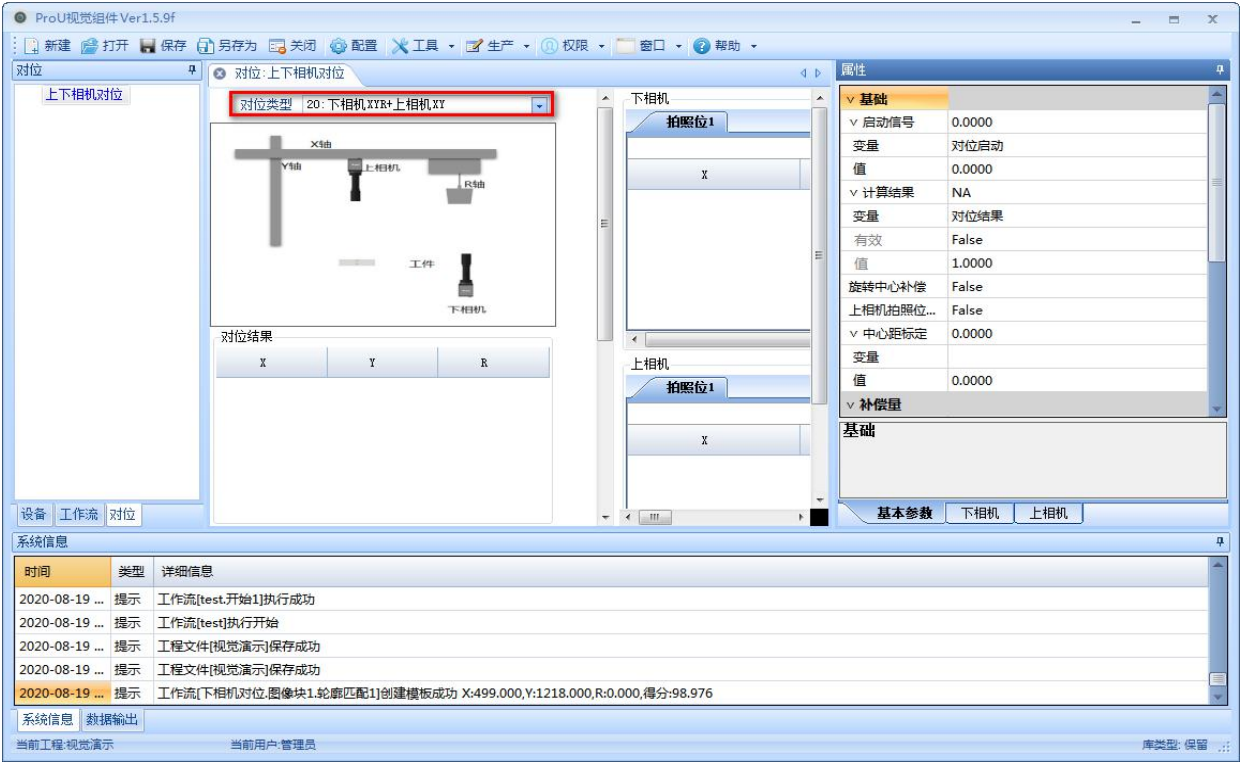 ProU视觉组件 Ver1.5.9f
新建 打开 保存 另存为 关闭 配置 工具 生产 权限 窗口 帮助
对位
上下相机对位
设备 工作流 对位
对位:上下相机对位
对位类型 20:下相机XYR+上相机XY
X轴
Y轴
上相机
R轴
工件
下相机
对位结果
X Y R
下相机
拍照位1
X
上相机
拍照位1
X
属性
基础
启动信号 0.0000
变量 对位启动
值 0.0000
计算结果 NA
变量 对位结果
有效 False
值 1.0000
旋转中心补偿 False
上相机拍照位... False
中心距标定 0.0000
变量
值 0.0000
补偿量
基础
基本参数 下相机 上相机
系统信息
时间 类型 详细信息
2020-08-19 ... 提示 工作流[test.开始1]执行成功
2020-08-19 ... 提示 工作流[test]执行开始
2020-08-19 ... 提示 工程文件[视觉演示]保存成功
2020-08-19 ... 提示 工程文件[视觉演示]保存成功
2020-08-19 ... 提示 工作流[下相机对位.图像块1.轮廓匹配1]创建模板成功 X:499.000,Y:1218.000,R:0.000,得分:98.976
系统信息 数据输出
当前工程:视觉演示 当前用户:管理员 库类型: 保留